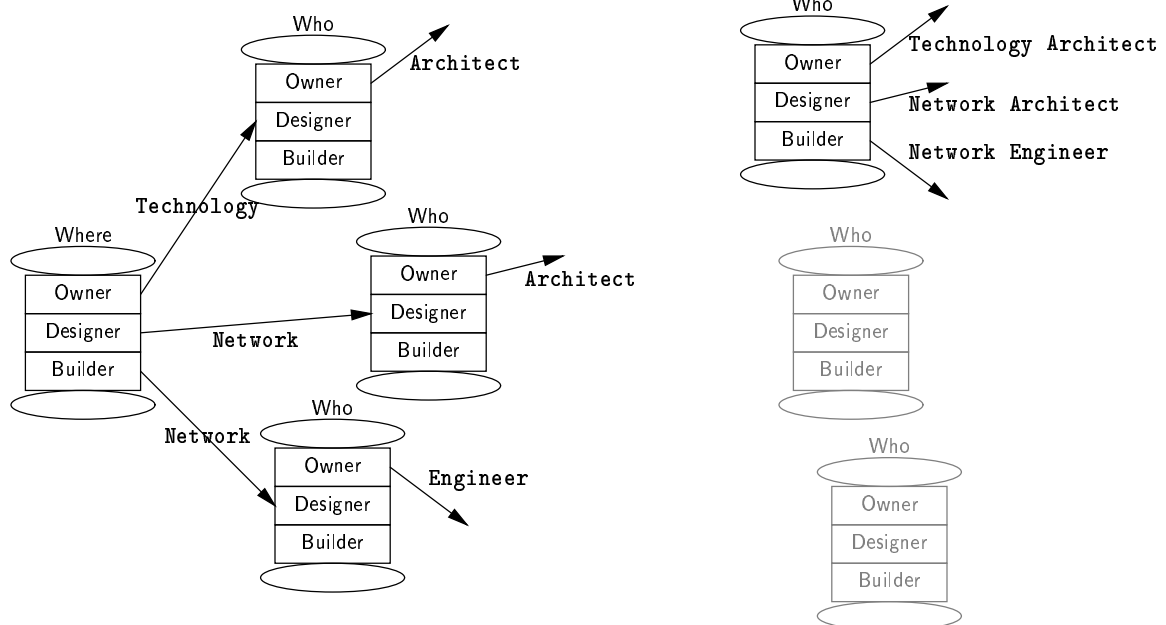 Who
Owner
Designer
Builder
Architect
Technology
Where
Owner
Designer
Builder
Network
Who
Owner
Designer
Builder
Architect
Network
Who
Owner
Designer
Builder
Engineer
Who
Owner
Designer
Builder
Technology Architect
Network Architect
Network Engineer
Who
Owner
Designer
Builder
Who
Owner
Designer
Builder